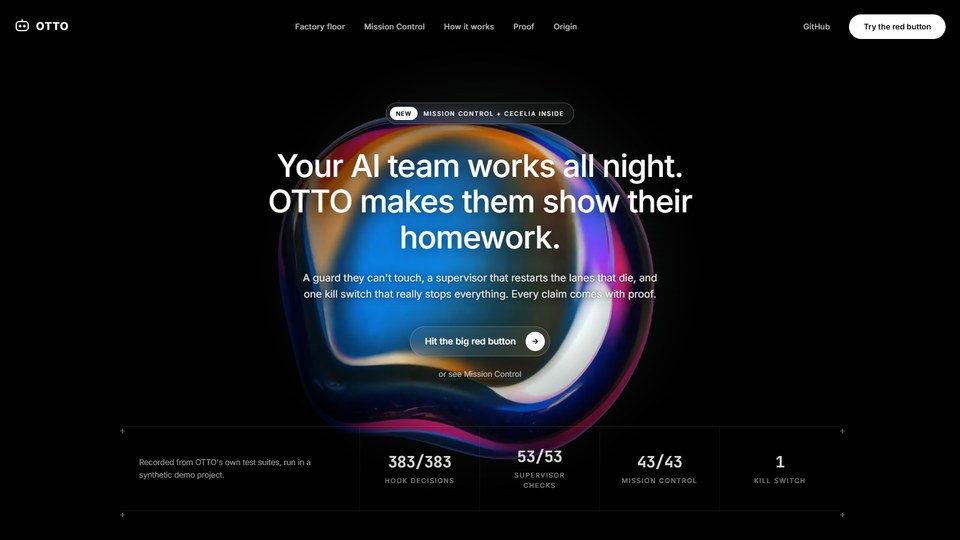 OTTO
Factory floor
Mission Control
How it works
Proof
Origin
GitHub
Try the red button
NEW
MISSION CONTROL + CECELIA INSIDE
Your AI team works all night.
OTTO makes them show their
homework.
A guard they can't touch, a supervisor that restarts the lanes that die, and
one kill switch that really stops everything. Every claim comes with proof.
Hit the big red button
or see Mission Control
Recorded from OTTO's own test suites, run in a
synthetic demo project.
383/383
HOOK DECISIONS
53/53
SUPERVISOR
CHECKS
43/43
MISSION CONTROL
1
KILL SWITCH